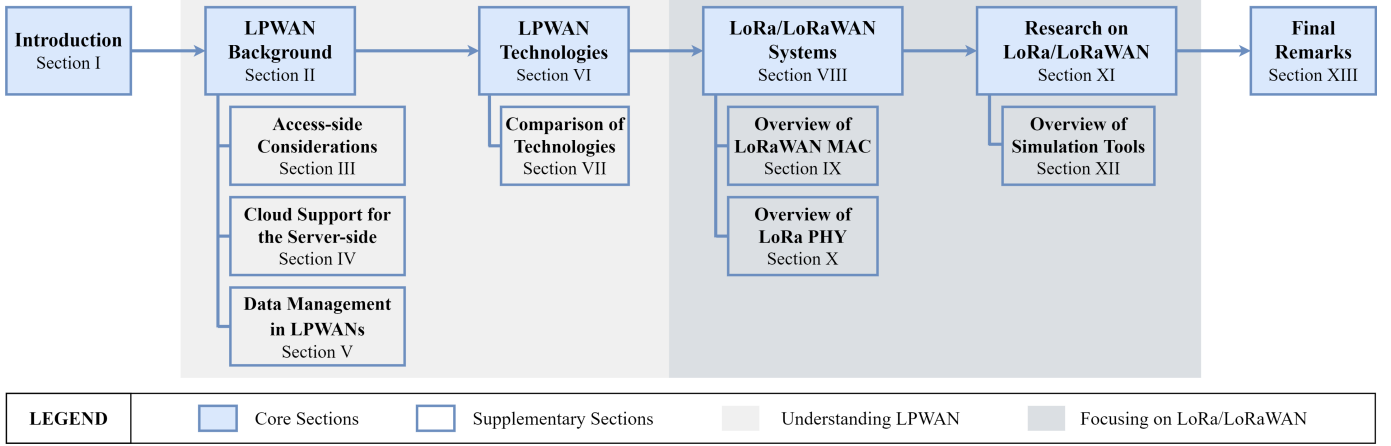 Introduction
Section I
LPWAN
Background
Section II
LPWAN
Technologies
Section VI
LoRa/LoRaWAN
Systems
Section VIII
Research on
LoRa/LoRaWAN
Section XI
Final
Remarks
Section XIII
Access-side
Considerations
Section III
Comparison of
Technologies
Section VII
Overview of
LoRaWAN MAC
Section IX
Overview of
Simulation Tools
Section XII
Cloud Support for
the Server-side
Section IV
Overview of
LoRa PHY
Section X
Data Management
in LPWANs
Section V
LEGEND
Core Sections
Supplementary Sections
Understanding LPWAN
Focusing on LoRa/LoRaWAN